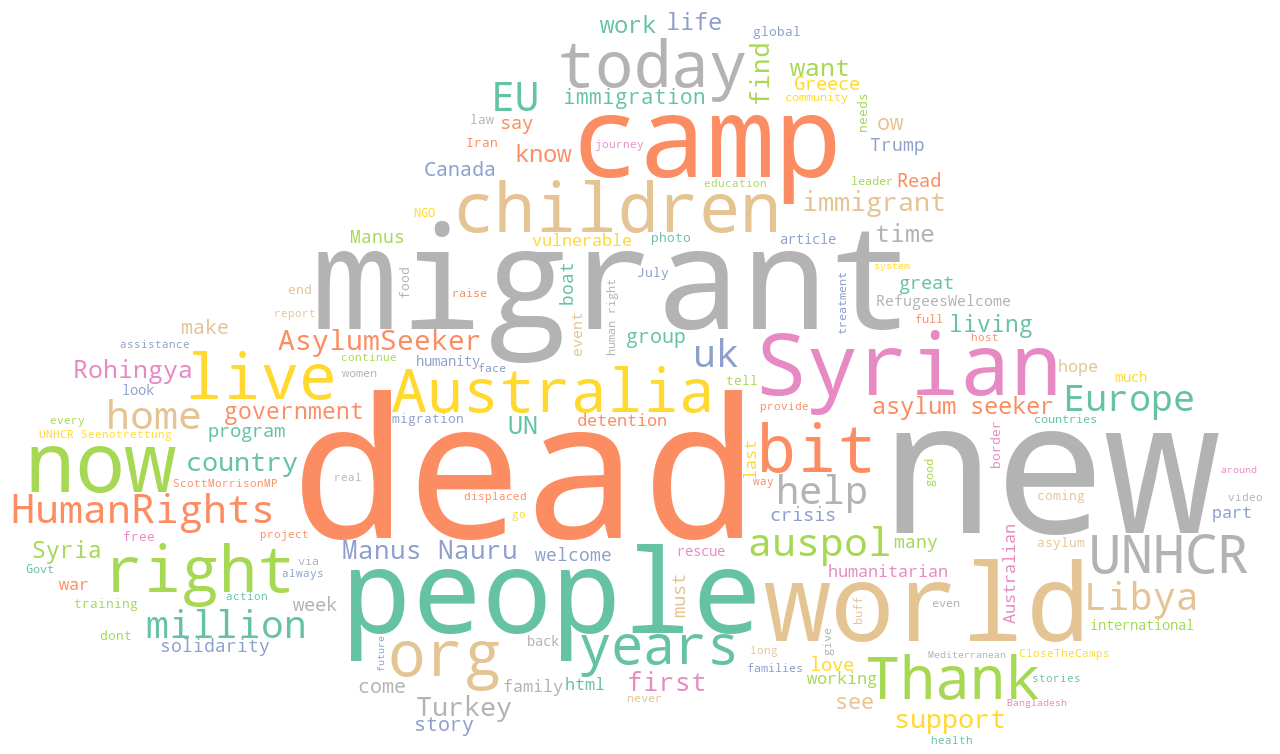 work life global
today find want
Greece
EU immigration community
law say camp needs ow
Iran know journey Trump
Canada education leader Read
children immigrant
NGO
Manus vulnerable photo article time
migrant
food July system
boat treatment great
end raise human right RefugeesWelcome
report event full living
make AsylumSeeker group
assistance continue humanity uk Syrian host
Rohingya women face hope
look live Australia tell much
home government migration UN detention provide asylum seeker Europe
every program countries
UNHCR Seenotrettung
now country dead last bit border new
ScottMorrisonMP real way good around
displaced help coming video
HumanRights go crisis part
free project
Syria right Manus Nauru welcome rescue auspol many Australian asylum UNHCR
Govt via
war always people humanitarian
training action week must world buff even Libya
million international
dont
solidarity future org back years long give Mediterranean CloseTheCamps
families love
come family html first working Thank stories
never
Turkey see Bangladesh
story support
health